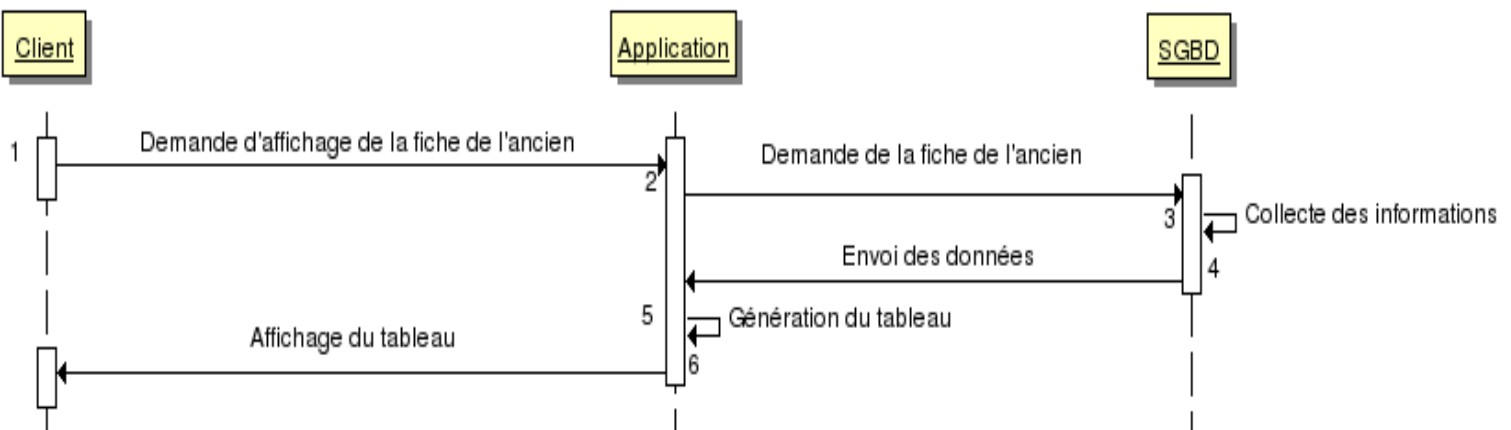 Client
Application
SGBD
1
Demande d'affichage de la fiche de l'ancien
2
Demande de la fiche de l'ancien
3
Collecte des informations
Envoi des données
4
5
Génération du tableau
Affichage du tableau
6